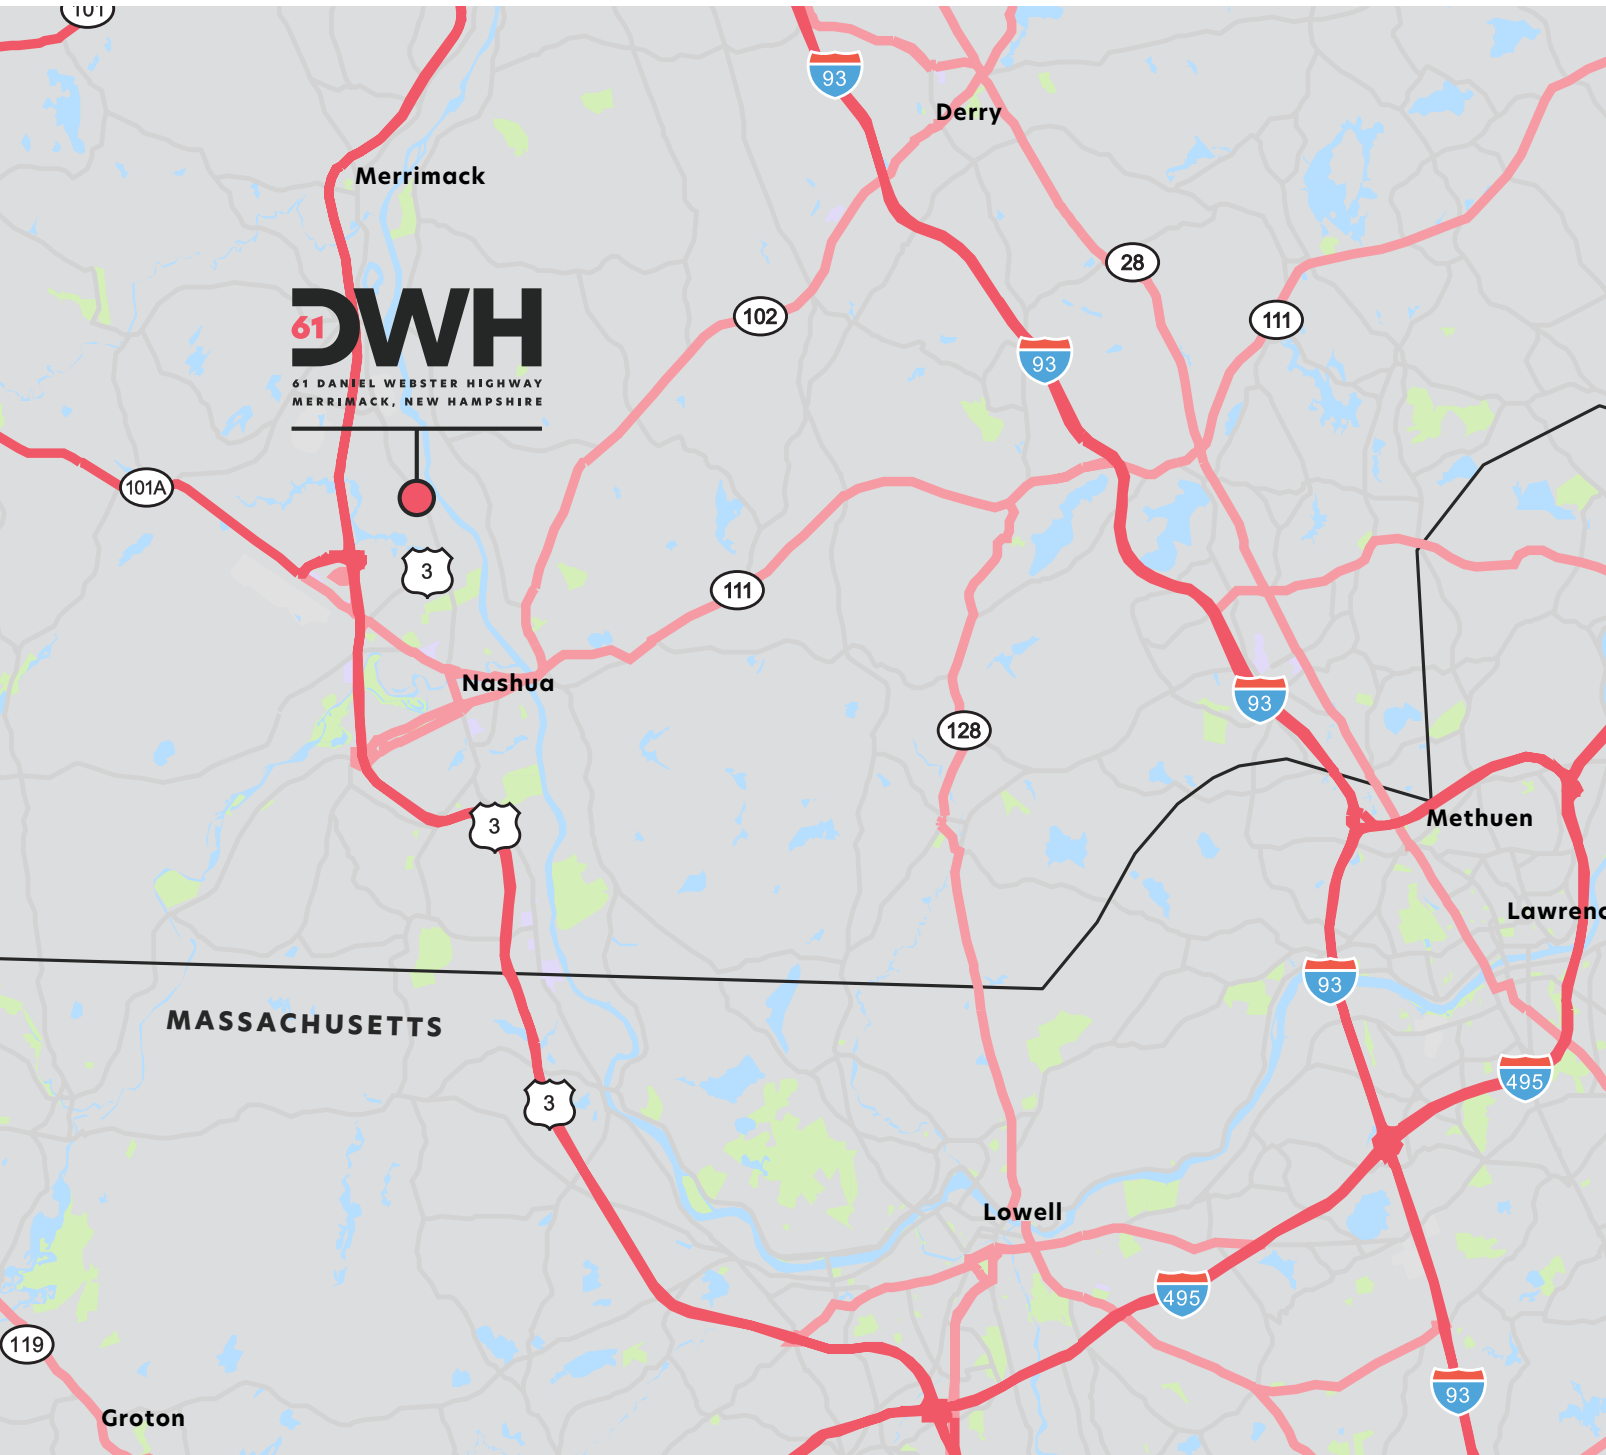 101
93
Derry
Merrimack
28
61
DWH
61 DANIEL WEBSTER HIGHWAY
MERRIMACK, NEW HAMPSHIRE
102
111
93
101A
3
111
Nashua
93
128
3
Methuen
Lawrenc
93
MASSACHUSETTS
495
3
Lowell
495
119
93
Groton